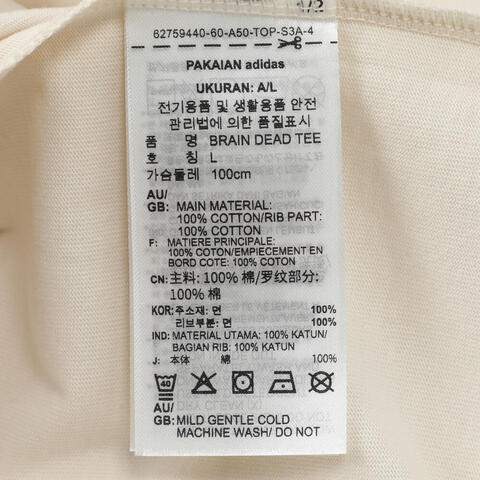 62759440-60-A50-TOP-S3A-4
PAKAIAN adidas
UKURAN: A/L
전기용품 및 생활용품 안전
관리법에 의한 품질표시
품 명 BRAIN DEAD TEE
호 칭 L
가슴둘레 100cm
AU/
GB: MAIN MATERIAL:
100% COTTON/RIB PART:
100% COTTON
F: MATIERE PRINCIPALE:
100% COTON/EMPIECEMENT EN
BORD COTE: 100% COTON
CN: 主料: 100% 棉/罗纹部分:
100% 棉
KOR: 주소재: 면 100%
리브부분: 면 100%
IND: MATERIAL UTAMA: 100% KATUN/
BAGIAN RIB: 100% KATUN
J: 本体 綿 100%
40
AU/
GB: MILD GENTLE COLD
MACHINE WASH/ DO NOT